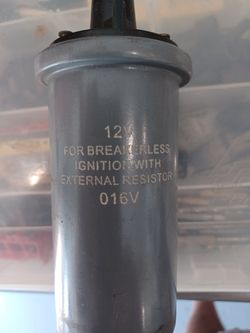 12V
FOR BREAKERLESS
IGNITION WITH
EXTERNAL RESISTOR
016V